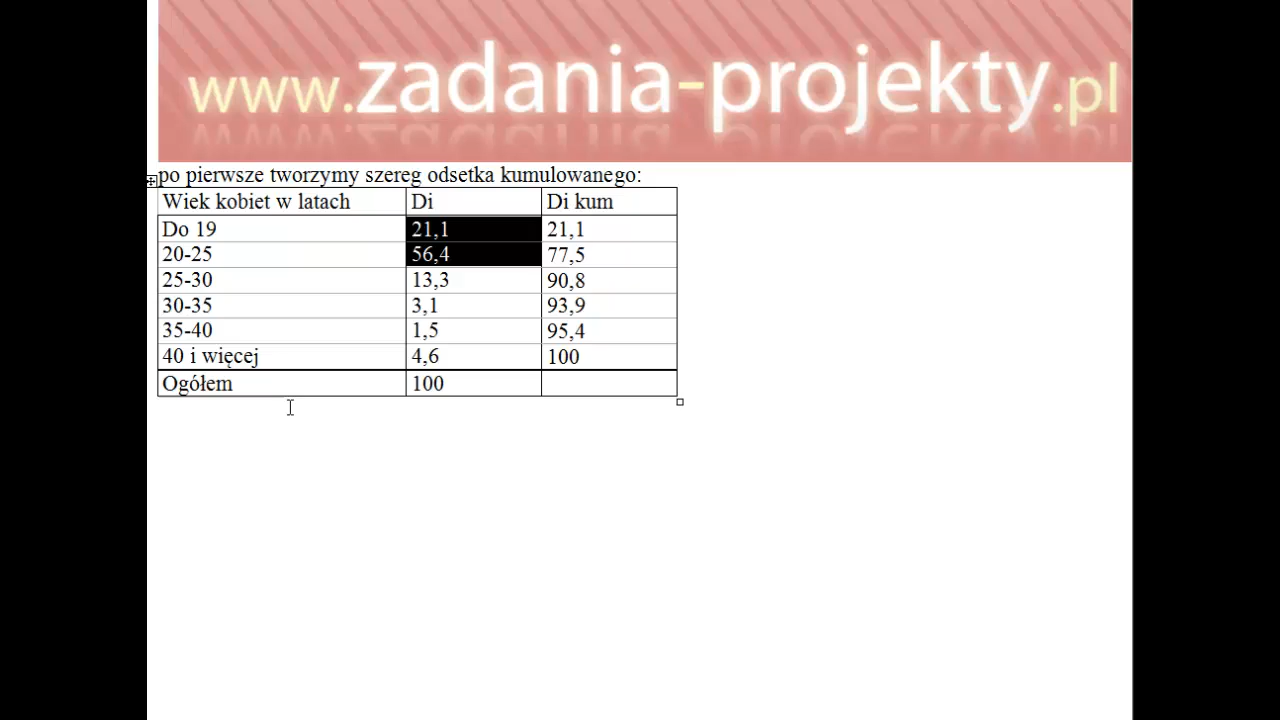 www.zadania-projekty.pl
po pierwsze tworzymy szereg odsetka kumulowanego:
Wiek kobiet w latach Di Di kum
Do 19 21,1 21,1
20-25 56,4 77,5
25-30 13,3 90,8
30-35 3,1 93,9
35-40 1,5 95,4
40 i więcej 4,6 100
Ogółem 100